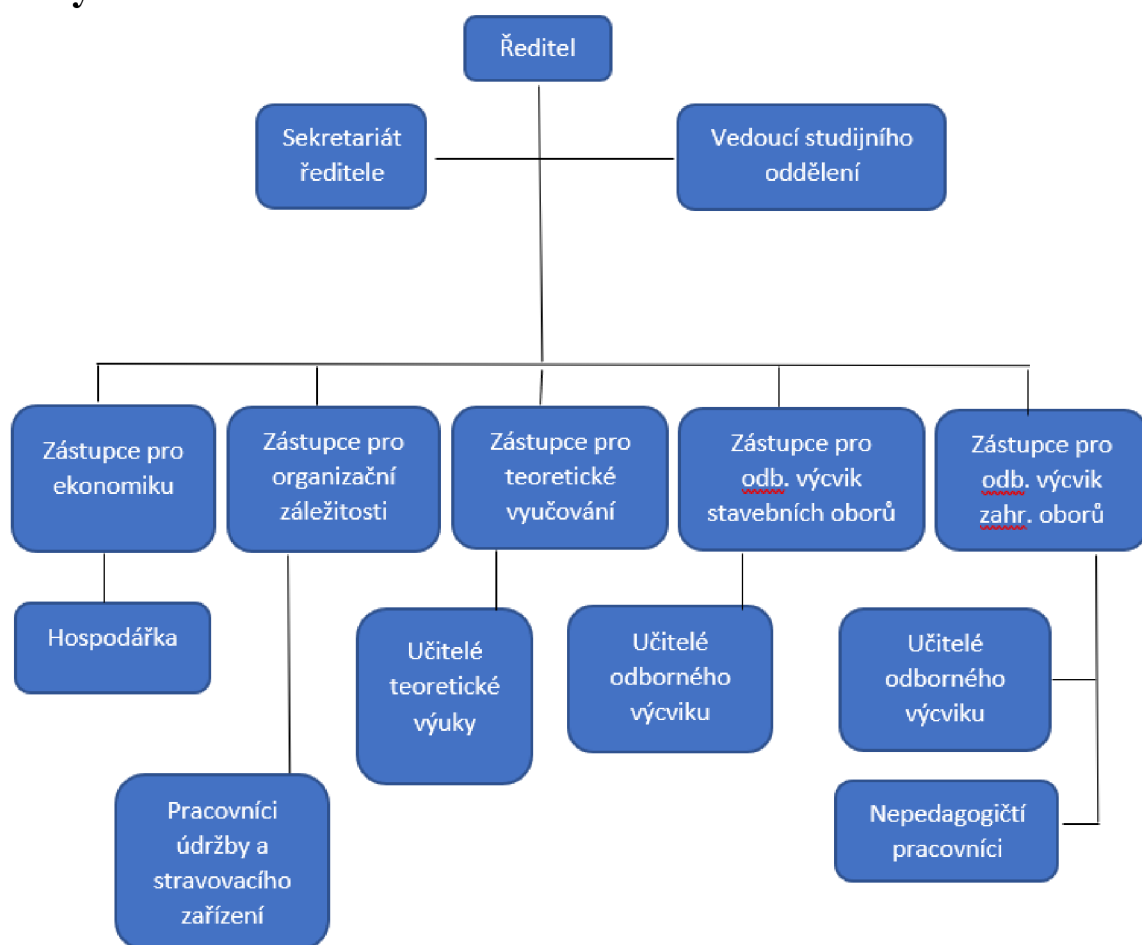 Ředitel
Sekretariát
ředitele
Vedoucí studijního
oddělení
Zástupce pro
ekonomiku
Zástupce pro
organizační
záležitosti
Zástupce pro
teoretické
vyučování
Zástupce pro
odb. výcvik
stavebních oborů
Zástupce pro
odb. výcvik
zahr. oborů
Hospodářka
Učitelé
teoretické
výuky
Učitelé
odborného
výcviku
Učitelé
odborného
výcviku
Pracovníci
údržby a
stravovacího
zařízení
Nepedagogičtí
pracovníci